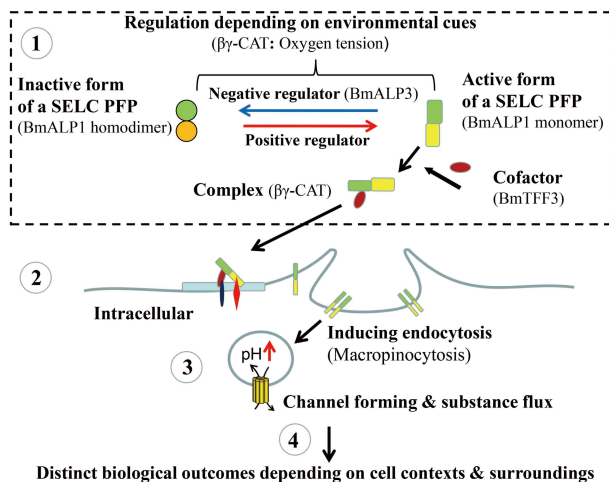 Regulation depending on environmental cues
(βγ-CAT: Oxygen tension)
1
Inactive form
of a SELC PFP
(BmALP1 homodimer)
Negative regulator (BmALP3)
Positive regulator
Active form
of a SELC PFP
(BmALP1 monomer)
Complex (βγ-CAT)
Cofactor
(BmTFF3)
2
Intracellular
Inducing endocytosis
(Macropinocytosis)
3
pH
Channel forming & substance flux
4
Distinct biological outcomes depending on cell contexts & surroundings